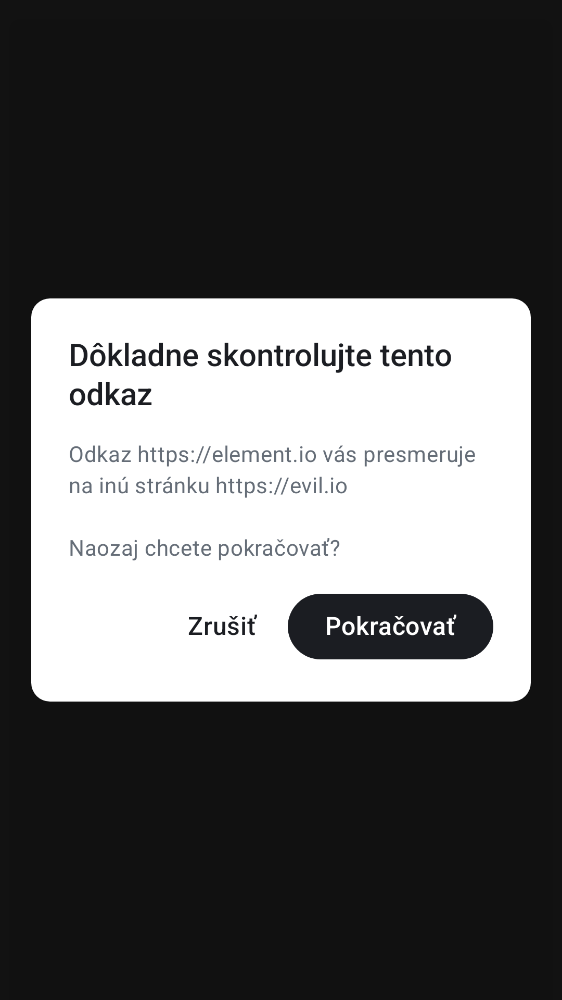 Dôkladne skontrolujte tento
odkaz
Odkaz https://element.io vás presmeruje
na inú stránku https://evil.io
Naozaj chcete pokračovať?
Zrušiť
Pokračovať